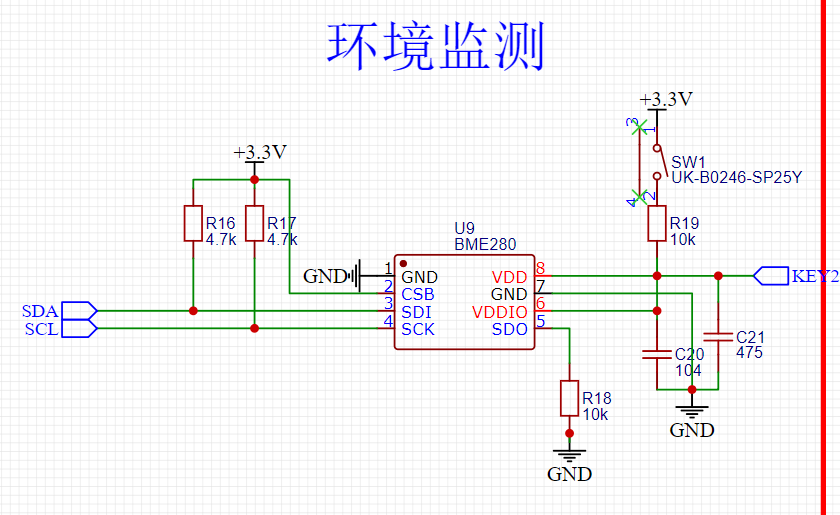 环境监测
+3.3V
3
1
SW1
UK-B0246-SP25Y
4
2
+3.3V
R16
4.7k
R17
4.7k
R19
10k
U9
BME280
GND
1
GND
VDD
8
KEY2
2
CSB
GND
7
SDA
3
SDI
VDDIO
6
SCL
4
SCK
SDO
5
C20
104
C21
475
R18
10k
GND
GND